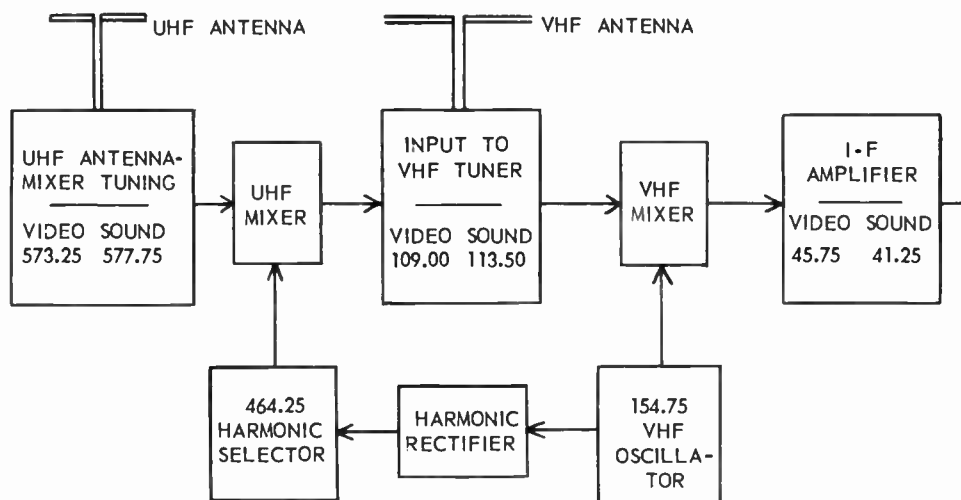 UHF ANTENNA
VHF ANTENNA
UHF ANTENNA-
MIXER TUNING
VIDEO SOUND
573.25 577.75
UHF
MIXER
INPUT TO
VHF TUNER
VIDEO SOUND
109.00 113.50
VHF
MIXER
I-F
AMPLIFIER
VIDEO SOUND
45.75 41.25
464.25
HARMONIC
SELECTOR
HARMONIC
RECTIFIER
154.75
VHF
OSCILLA-
TOR